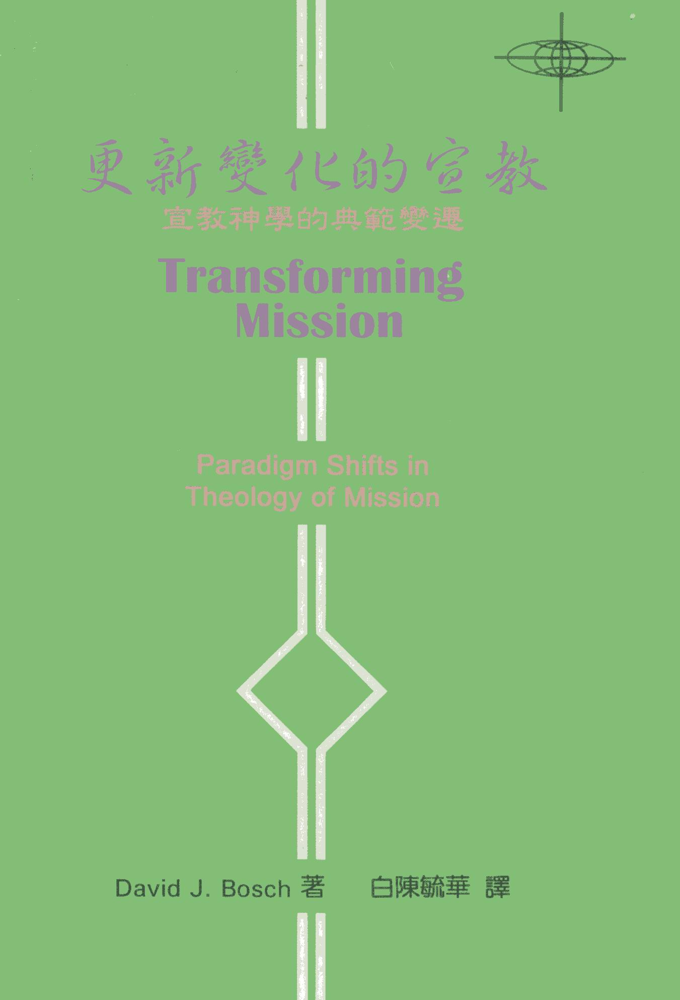 更新變化的宣教
宣教神學的典範變遷
Transforming
Mission
Paradigm Shifts in
Theology of Mission
David J. Bosch 著 白陳毓華 譯